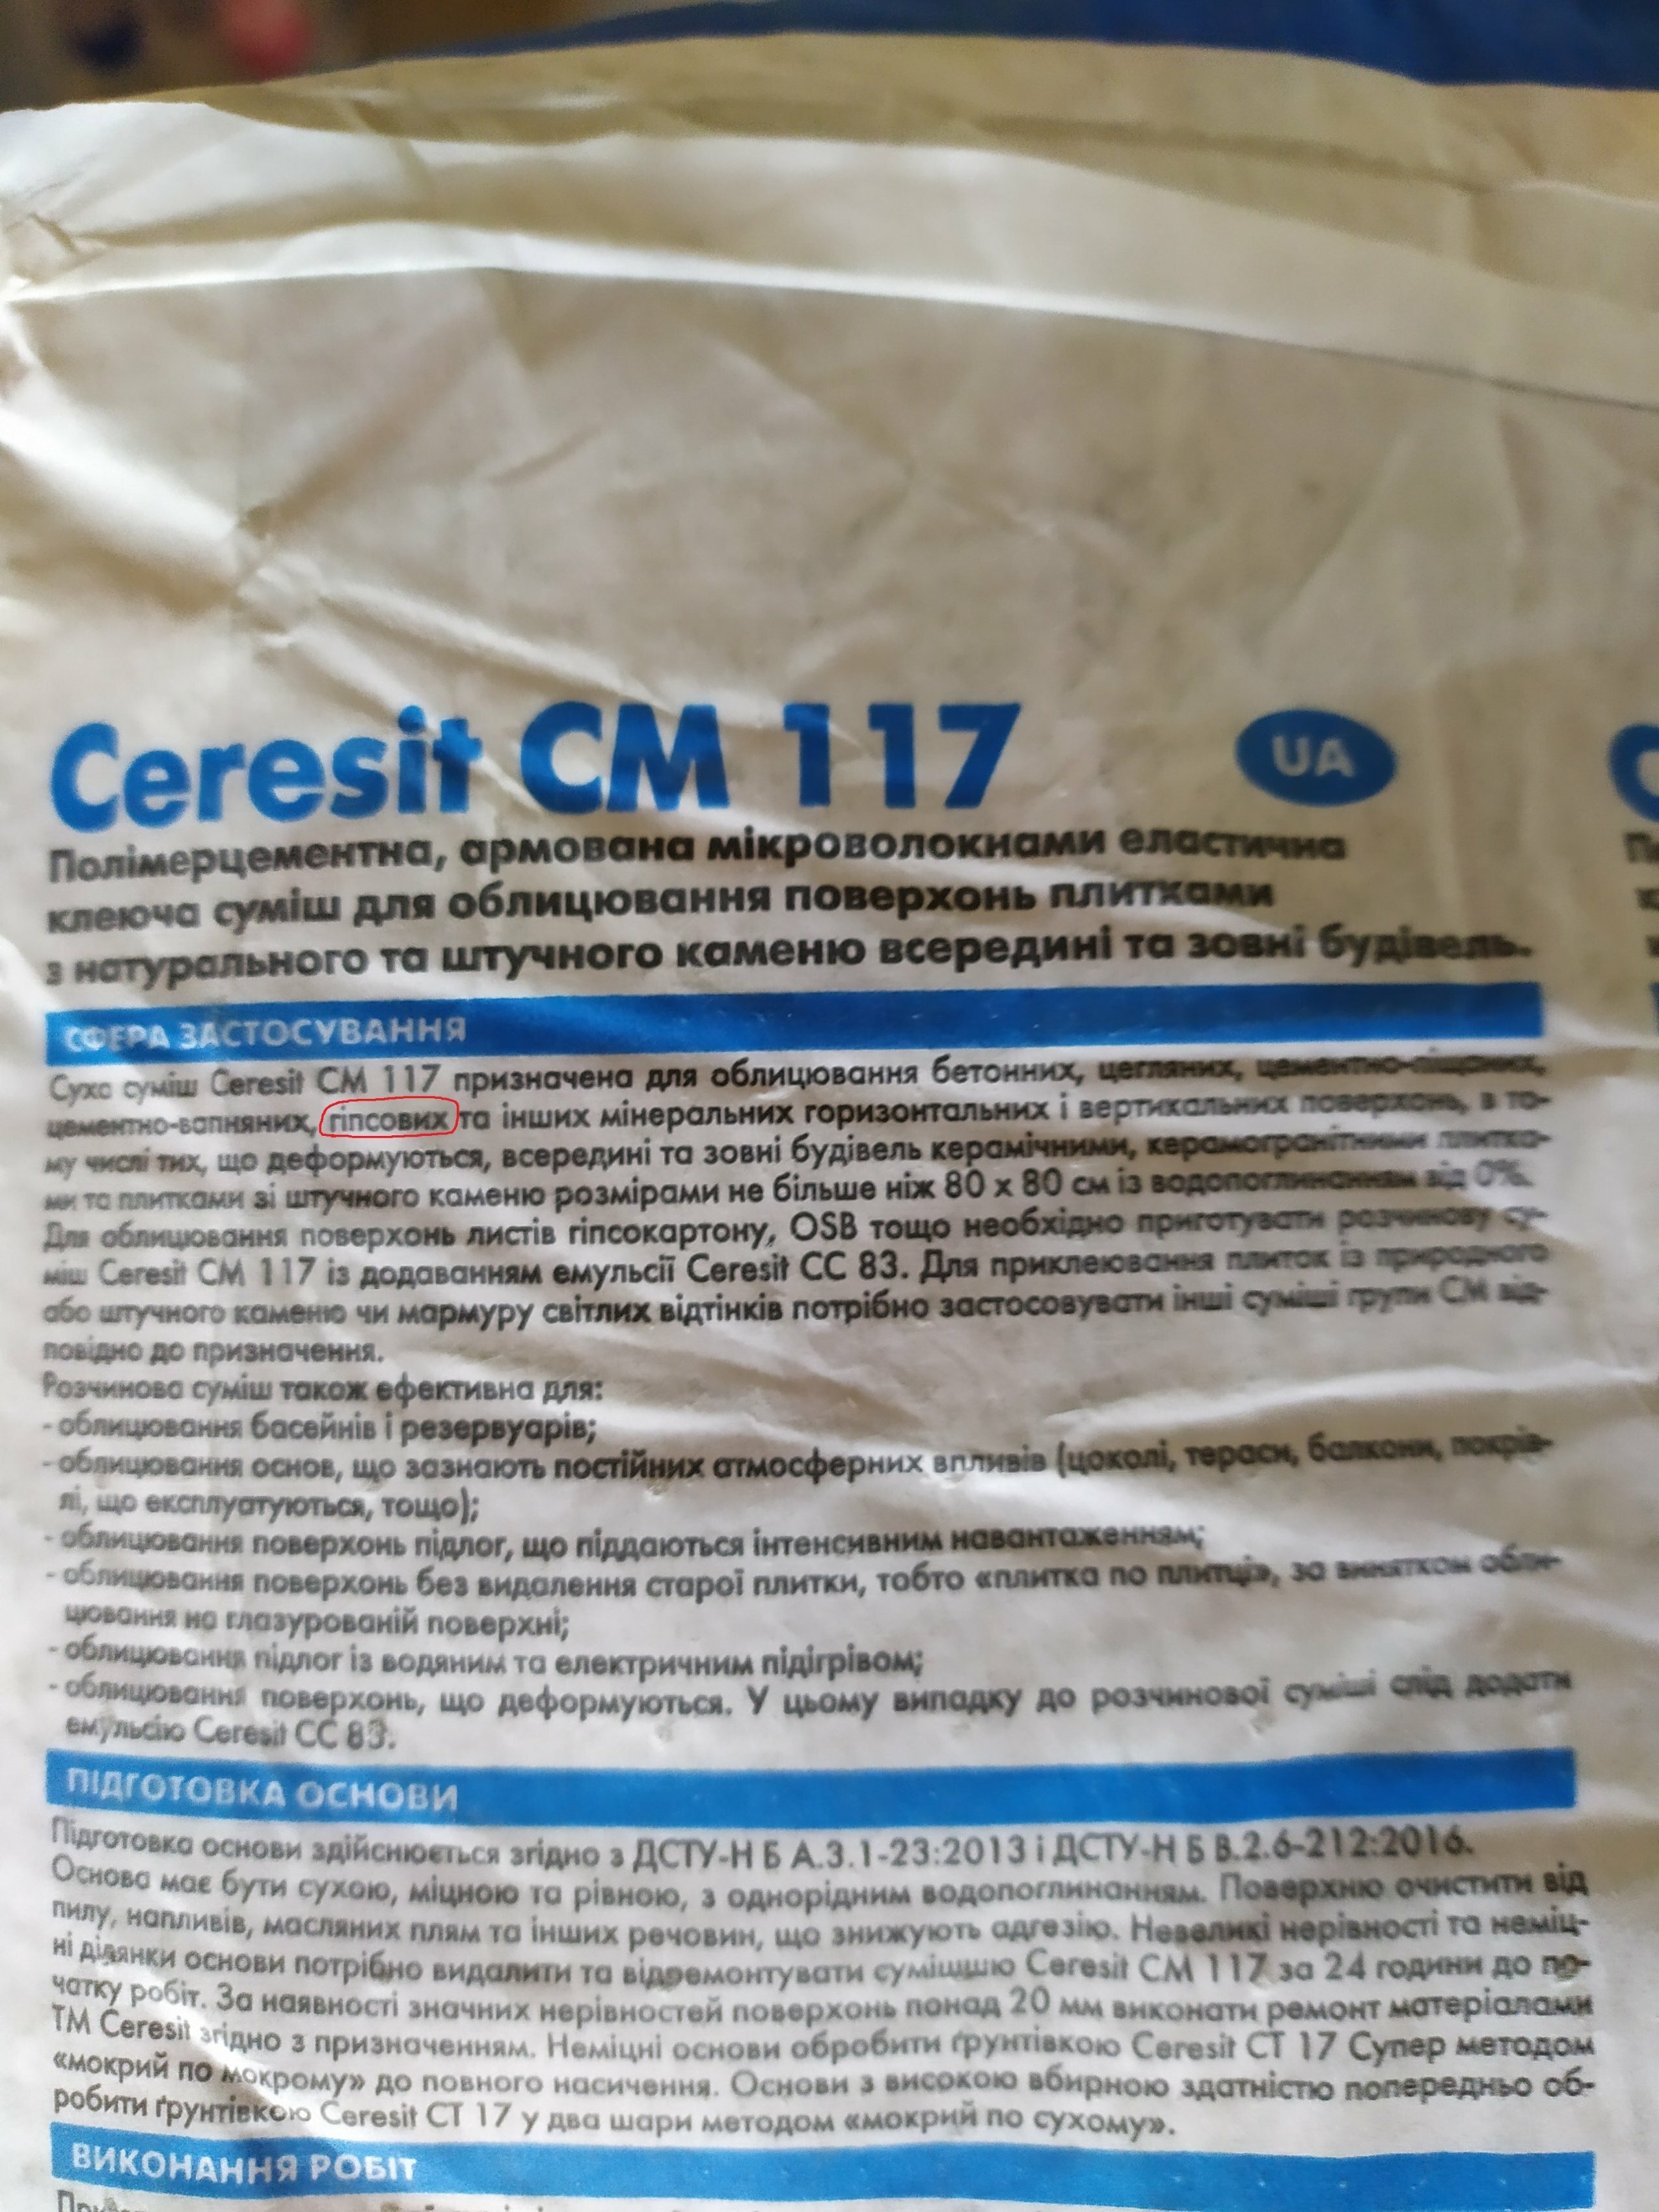 Ceresit CM 117
UA
Полімерцементна, армована мікроволокнами еластична
клеюча суміш для облицювання поверхонь плитками
з натурального та штучного каменю всередині та зовні будівель.
СФЕРА ЗАСТОСУВАННЯ
Суха суміш Ceresit CM 117 призначена для облицювання бетонних, цегляних, цементно-піщаних,
цементно-вапняних, гіпсових та інших мінеральних горизонтальних і вертикальних поверхонь, в то-
му числі тих, що деформуються, всередині та зовні будівель керамічними, керамогранітними плитка-
ми та плитками зі штучного каменю розмірами не більше ніж 80 х 80 см із водопоглинанням від 0%.
Для облицювання поверхонь листів гіпсокартону, OSB тощо необхідно приготувати розчинову су-
міш Ceresit CM 117 із додаванням емульсії Ceresit CC 83. Для приклеювання плиток із природного
або штучного каменю чи мармуру світлих відтінків потрібно застосовувати інші суміші групи CM від-
повідно до призначення.
Розчинова суміш також ефективна для:
- облицювання басейнів і резервуарів;
- облицювання основ, що зазнають постійних атмосферних впливів (цоколі, тераси, балкони, покрів-
лі, що експлуатуються, тощо);
- облицювання поверхонь підлог, що піддаються інтенсивним навантаженням;
- облицювання поверхонь без видалення старої плитки, тобто «плитка по плитці», за винятком обли-
цювання на глазурованій поверхні;
- облицювання підлог із водяним та електричним підігрівом;
- облицювання поверхонь, що деформуються. У цьому випадку до розчинової суміші слід додати
емульсію Ceresit CC 83.
ПІДГОТОВКА ОСНОВИ
Підготовка основи здійснюється згідно з ДСТУ-Н Б А.3.1-23:2013 і ДСТУ-Н Б В.2.6-212:2016.
Основа має бути сухою, міцною та рівною, з однорідним водопоглинанням. Поверхню очистити від
пилу, напливів, масляних плям та інших речовин, що знижують адгезію. Невеликі нерівності та неміц-
ні ділянки основи потрібно видалити та відремонтувати сумішшю Ceresit CM 117 за 24 години до по-
чатку робіт. За наявності значних нерівностей поверхонь понад 20 мм виконати ремонт матеріалами
ТМ Ceresit згідно з призначенням. Неміцні основи обробити ґрунтівкою Ceresit CT 17 Супер методом
«мокрий по мокрому» до повного насичення. Основи з високою вбирною здатністю попередньо об-
робити ґрунтівкою Ceresit CT 17 у два шари методом «мокрий по сухому».
ВИКОНАННЯ РОБІТ